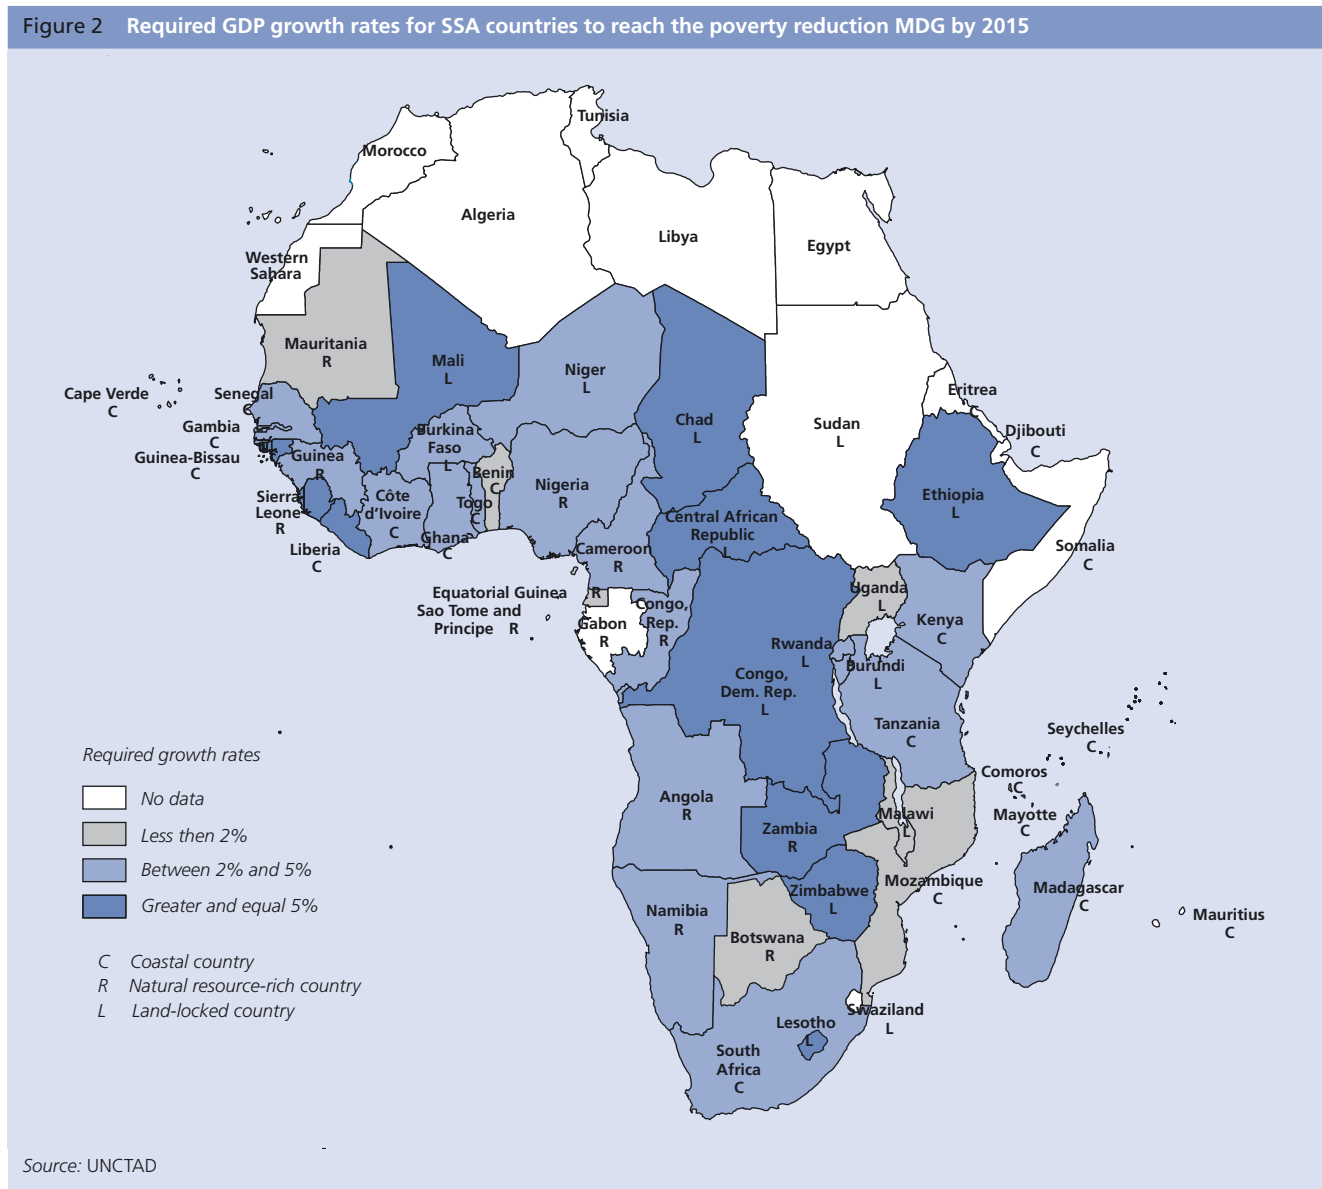 Figure 2 Required GDP growth rates for SSA countries to reach the poverty reduction MDG by 2015
Tunisia
Morocco
Algeria
Libya
Egypt
Western
Sahara
Mauritania
R
Mali
L
Niger
L
Chad
L
Sudan
L
Eritrea
C
Djibouti
C
Cape Verde
C
Senegal
C
Gambia
C
Guinea-Bissau
C
Guinea
R
Burkina
Faso
L
Benin
C
Nigeria
R
Ethiopia
L
Sierra
Leone
R
Côte
d'Ivoire
C
Togo
C
Ghana
C
Liberia
C
Central African
Republic
L
Cameroon
R
Somalia
C
Equatorial Guinea
R
Sao Tome and
Principe R
Gabon
R
Congo,
Rep.
R
Uganda
L
Kenya
C
Rwanda
L
Burundi
L
Congo,
Dem. Rep.
L
Tanzania
C
Seychelles
C
Comoros
C
Mayotte
C
Angola
R
Zambia
R
Malawi
L
Mozambique
C
Madagascar
C
Mauritius
C
Zimbabwe
L
Namibia
R
Botswana
R
Swaziland
L
Lesotho
L
South
Africa
C
Required growth rates
No data
Less then 2%
Between 2% and 5%
Greater and equal 5%
C Coastal country
R Natural resource-rich country
L Land-locked country
Source: UNCTAD